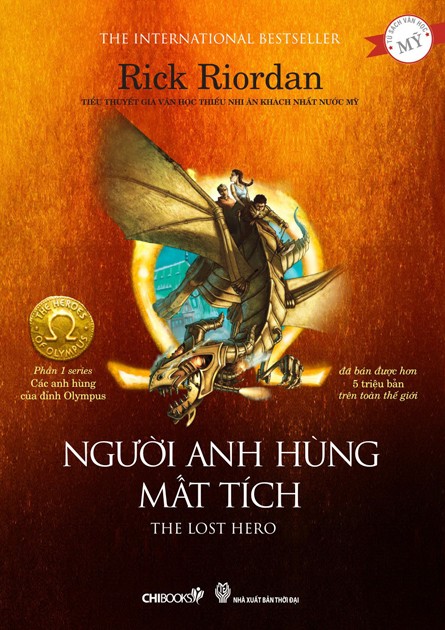 THE INTERNATIONAL BESTSELLER
TỦ SÁCH VĂN HỌC
MỸ
Rick Riordan
TIỂU THUYẾT GIA VĂN HỌC THIẾU NHI ĂN KHÁCH NHẤT NƯỚC MỸ
THE HEROES
OF OLYMPUS
Phần 1 series
Các anh hùng
của đỉnh Olympus
đã bán được hơn
5 triệu bản
trên toàn thế giới
NGƯỜI ANH HÙNG
MẤT TÍCH
THE LOST HERO
CHIBOOKS
NHÀ XUẤT BẢN THỜI ĐẠI